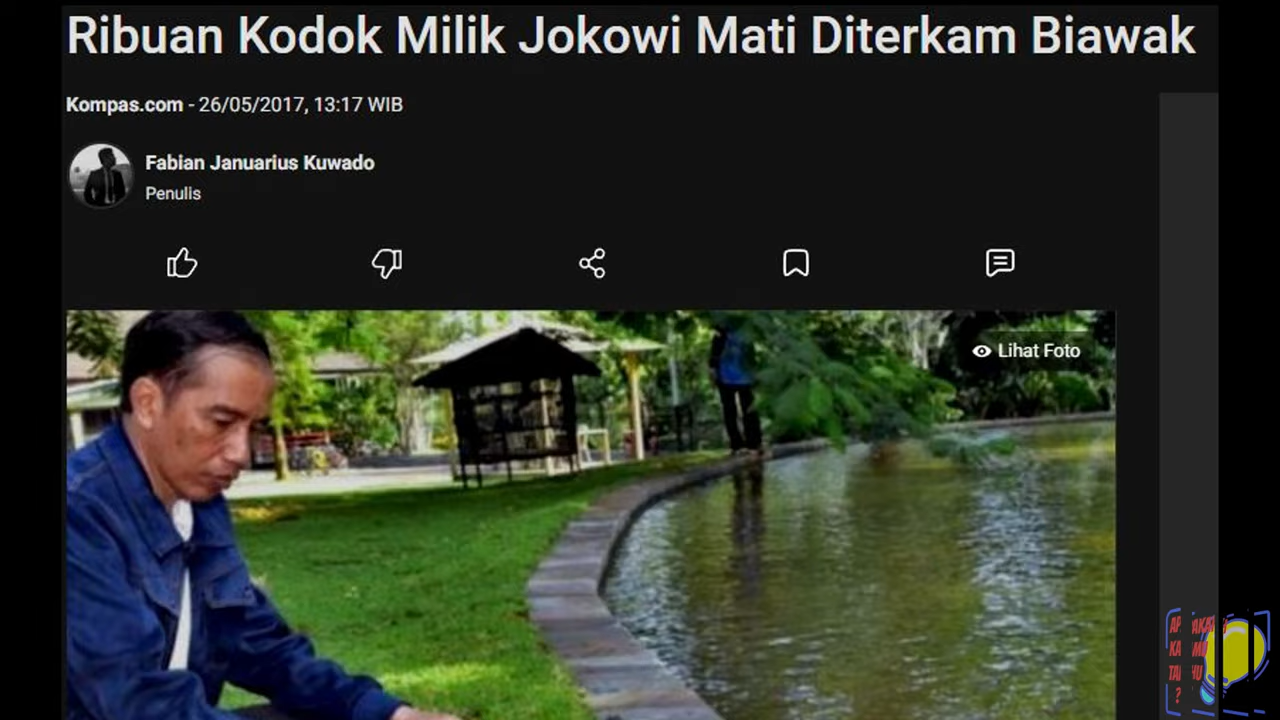 Ribuan Kodok Milik Jokowi Mati Diterkam Biawak
Kompas.com - 26/05/2017, 13:17 WIB
Fabian Januarius Kuwado
Penulis
Lihat Foto